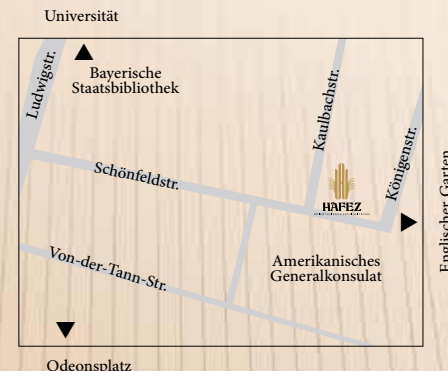 Universität
Ludwigstr.
Bayerische
Staatsbibliothek
Kaulbachstr.
Königenstr.
Schönfeldstr.
HAFEZ
Englischer Garten
Amerikanisches
Generalkonsulat
Von-der-Tann-Str.
Odeonsplatz